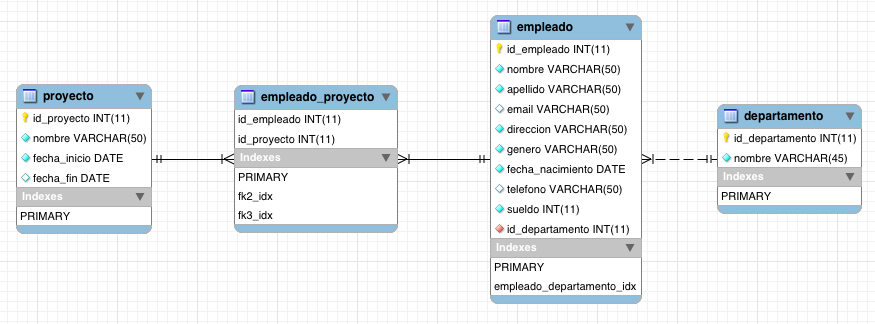 proyecto
id_proyecto INT(11)
nombre VARCHAR(50)
fecha_inicio DATE
fecha_fin DATE
Indexes
PRIMARY
empleado_proyecto
id_empleado INT(11)
id_proyecto INT(11)
Indexes
PRIMARY
fk2_idx
fk3_idx
empleado
id_empleado INT(11)
nombre VARCHAR(50)
apellido VARCHAR(50)
email VARCHAR(50)
direccion VARCHAR(50)
genero VARCHAR(50)
fecha_nacimiento DATE
telefono VARCHAR(50)
sueldo INT(11)
id_departamento INT(11)
Indexes
PRIMARY
empleado_departamento_idx
departamento
id_departamento INT(11)
nombre VARCHAR(45)
Indexes
PRIMARY